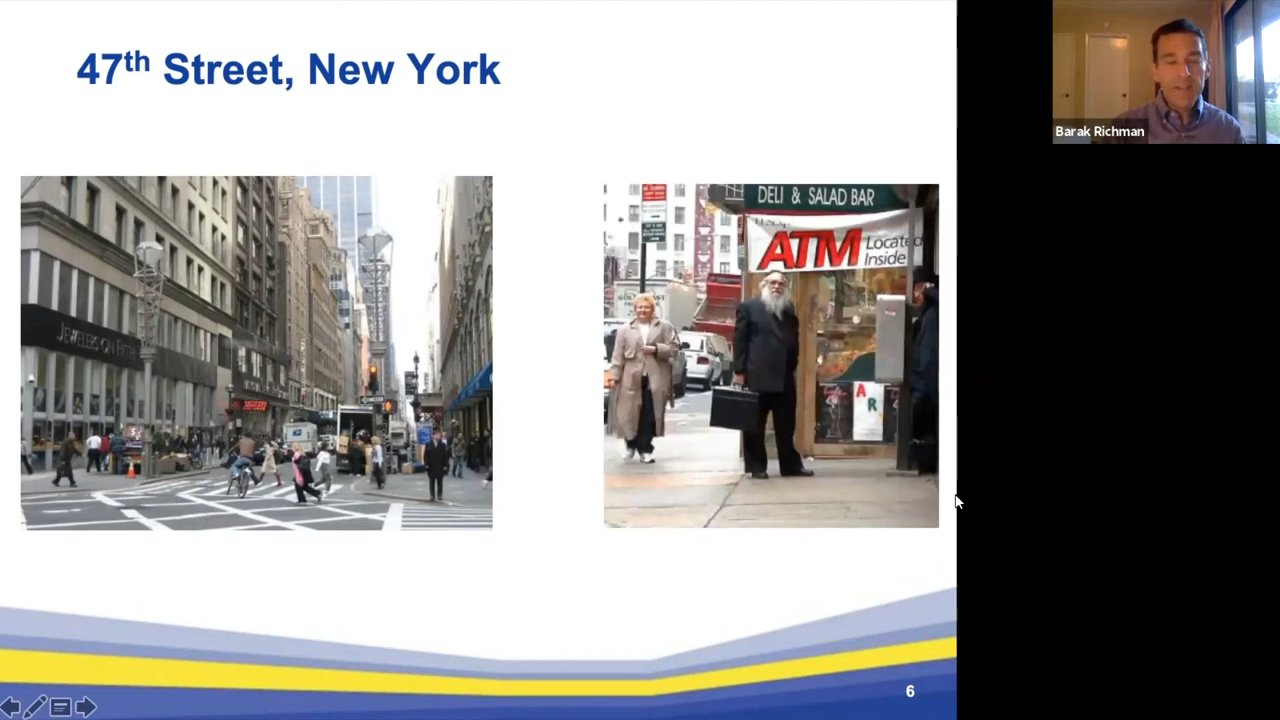 47th Street, New York
JEWELERS ON FIFTH
DELI & SALAD BAR
ATM Located
Inside
A
R
Barak Richman
6